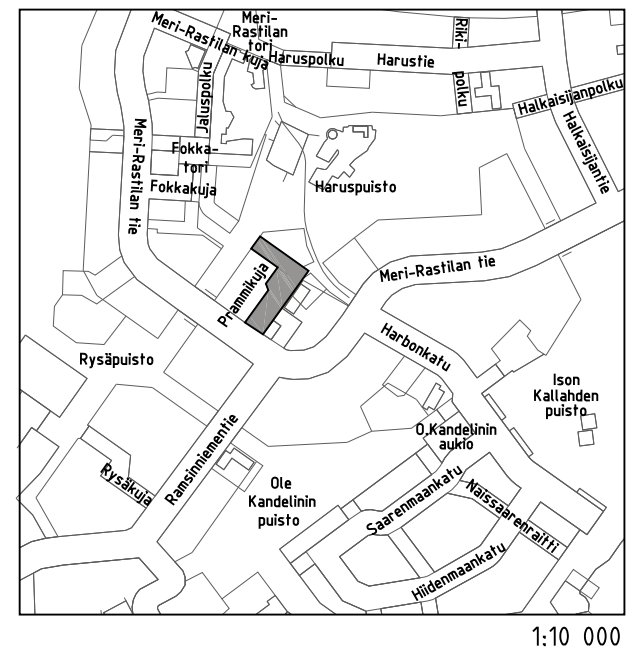 Meri-
Rastilan
tori
Meri-Rastilan kuja
Haruspolku
Harustie
Riki-
polku
Halkaisijanpolku
Halkaisijantie
Jaluspolku
Meri-Rastilan tie
Fokka-
tori
Fokkakuja
Haruspuisto
Prammikuja
Meri-Rastilan tie
Harbonkatu
Rysäpuisto
Ison
Kallahden
puisto
O.Kandelinin
aukio
Ramsinniementie
Rysäkuja
Ole
Kandelinin
puisto
Saarenmaankatu
Naissaarenraitti
Hiidenmaankatu
1:10 000